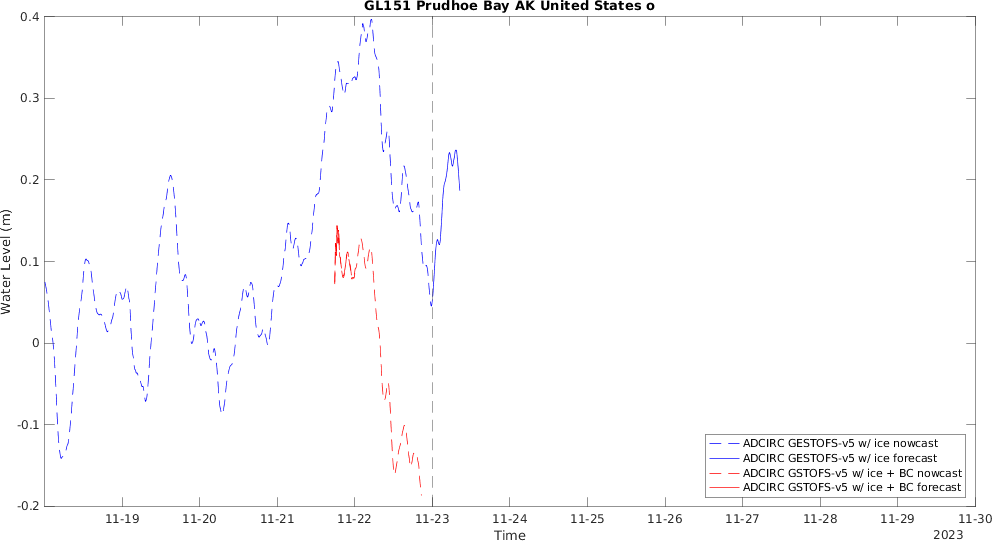 GL151 Prudhoe Bay AK United States o
0.4
0.3
0.2
0.1
0
-0.1
-0.2
Water Level (m)
ADCIRC GESTOFS-v5 w/ ice nowcast
ADCIRC GESTOFS-v5 w/ ice forecast
ADCIRC GSTOFS-v5 w/ ice + BC nowcast
ADCIRC GSTOFS-v5 w/ ice + BC forecast
11-19 11-20 11-21 11-22 11-23 11-24 11-25 11-26 11-27 11-28 11-29 11-30
Time
2023